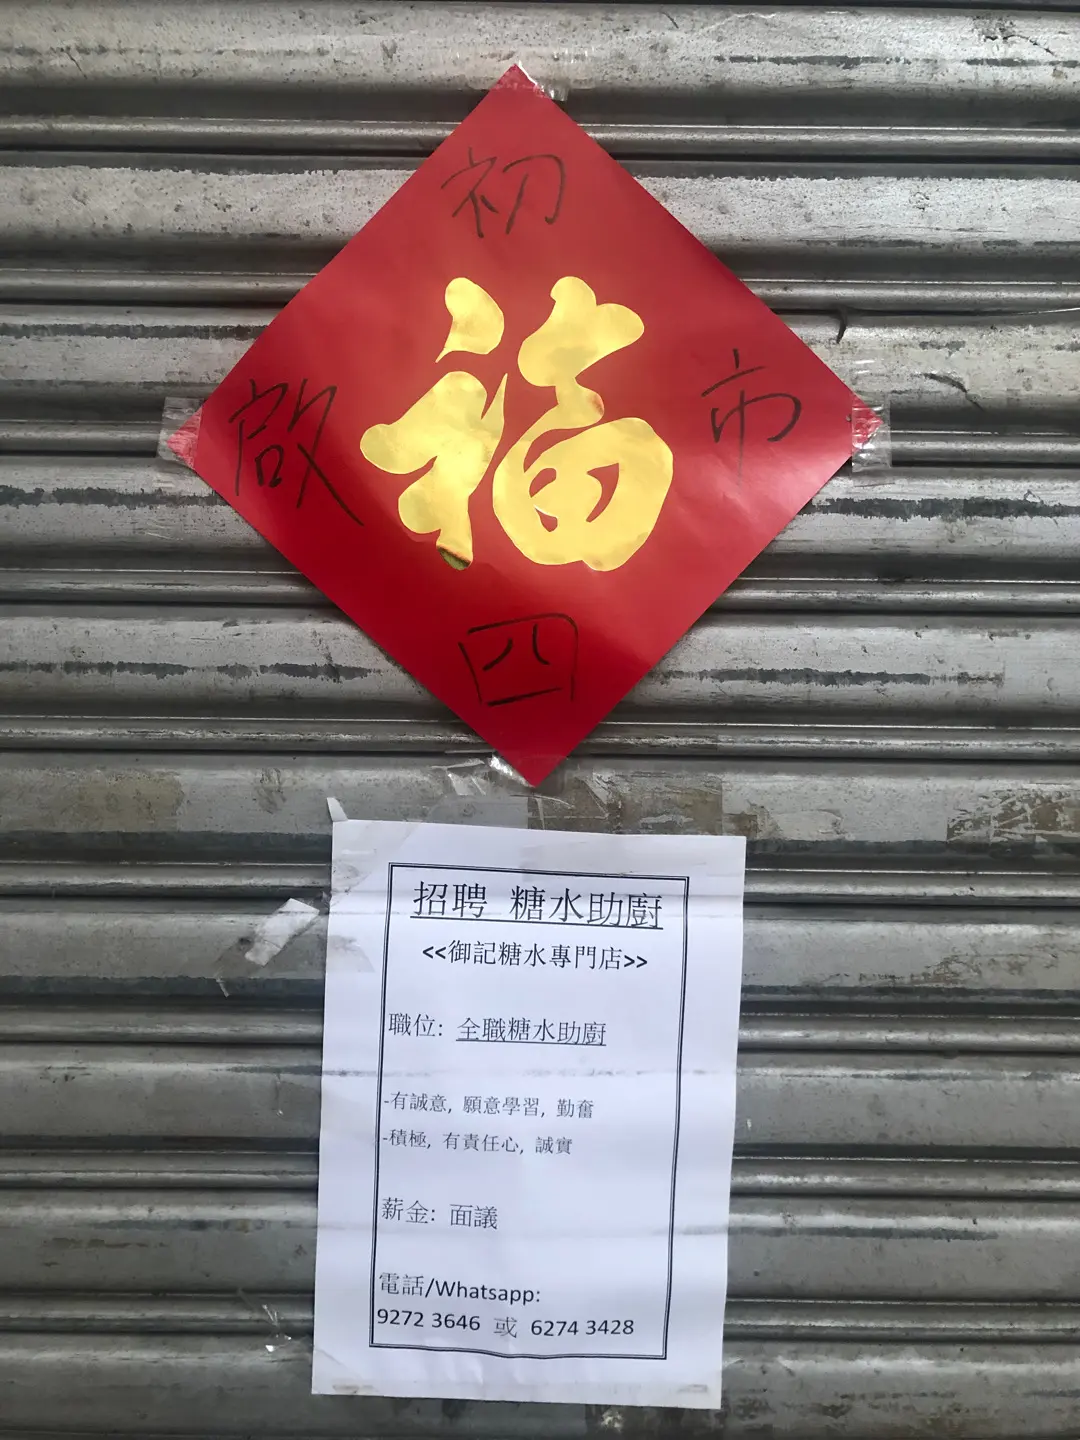 初
福
啟
市
四
招聘 糖水助廚
<<御記糖水專門店>>
職位: 全職糖水助廚
-有誠意, 願意學習, 勤奮
-積極, 有責任心, 誠實
薪金: 面議
電話/Whatsapp:
9272 3646 或 6274 3428